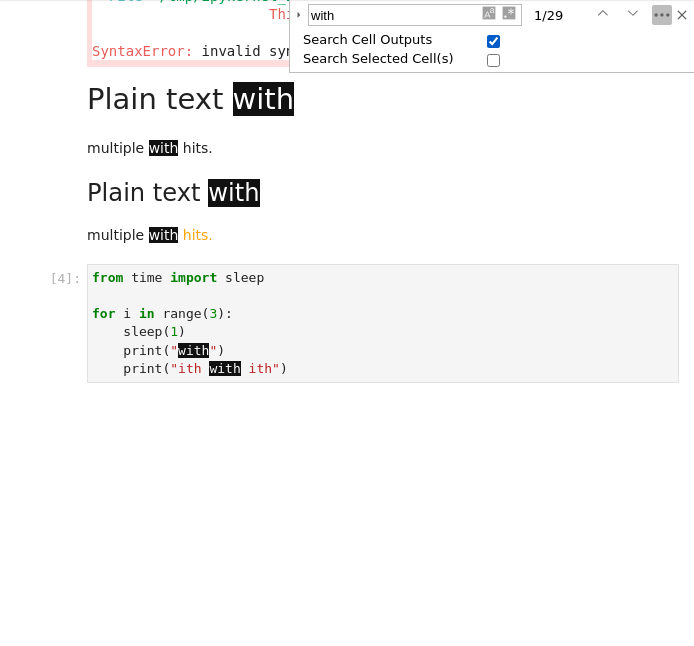 with
1/29
Search Cell Outputs
Search Selected Cell(s)
Thi
SyntaxError: invalid syn
Plain text with
multiple with hits.
Plain text with
multiple with hits.
[4]:
from time import sleep
for i in range(3):
    sleep(1)
    print("with")
    print("ith with ith")